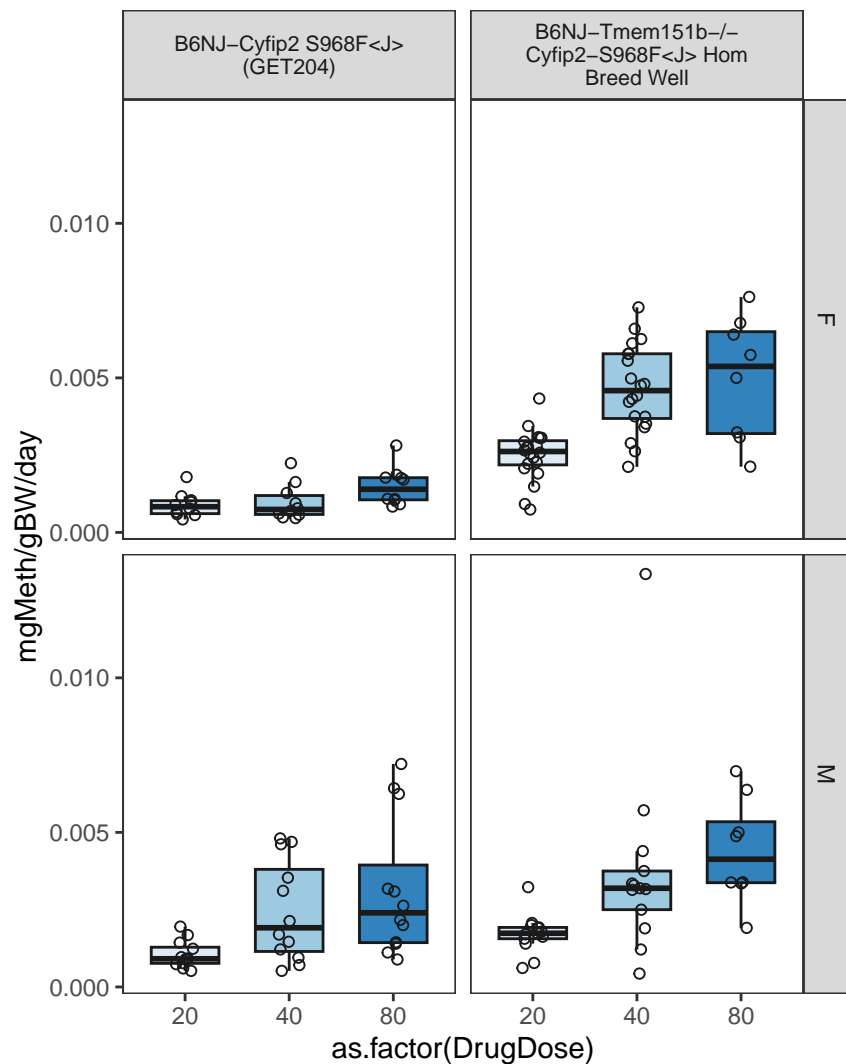 B6NJ−Cyfip2 S968F<J>
(GET204)
B6NJ−Tmem151b−/−
Cyfip2−S968F<J> Hom
Breed Well
mgMeth/gBW/day
0.010
0.005
0.000
F
0.010
0.005
0.000
M
20
40
80
20
40
80
as.factor(DrugDose)